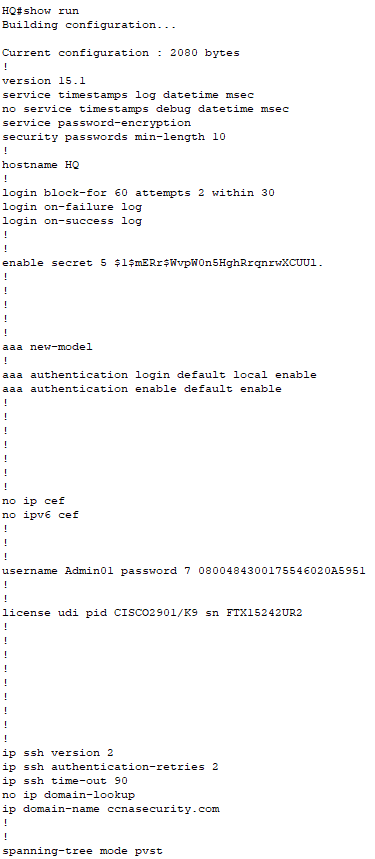 HQ#show run
Building configuration...
Current configuration : 2080 bytes
!
version 15.1
service timestamps log datetime msec
no service timestamps debug datetime msec
service password-encryption
security passwords min-length 10
!
hostname HQ
!
login block-for 60 attempts 2 within 30
login on-failure log
login on-success log
!
!
enable secret 5 $1$mERr$WvpW0n5HghRrqnrwXCUUl.
!
!
!
!
!
aaa new-model
!
aaa authentication login default local enable
aaa authentication enable default enable
!
!
!
!
!
!
!
no ip cef
no ipv6 cef
!
!
!
username Admin01 password 7 0800484300175546020A5951
!
!
license udi pid CISCO2901/K9 sn FTX15242UR2
!
!
!
!
!
!
!
!
!
ip ssh version 2
ip ssh authentication-retries 2
ip ssh time-out 90
no ip domain-lookup
ip domain-name ccnasecurity.com
!
!
spanning-tree mode pvst